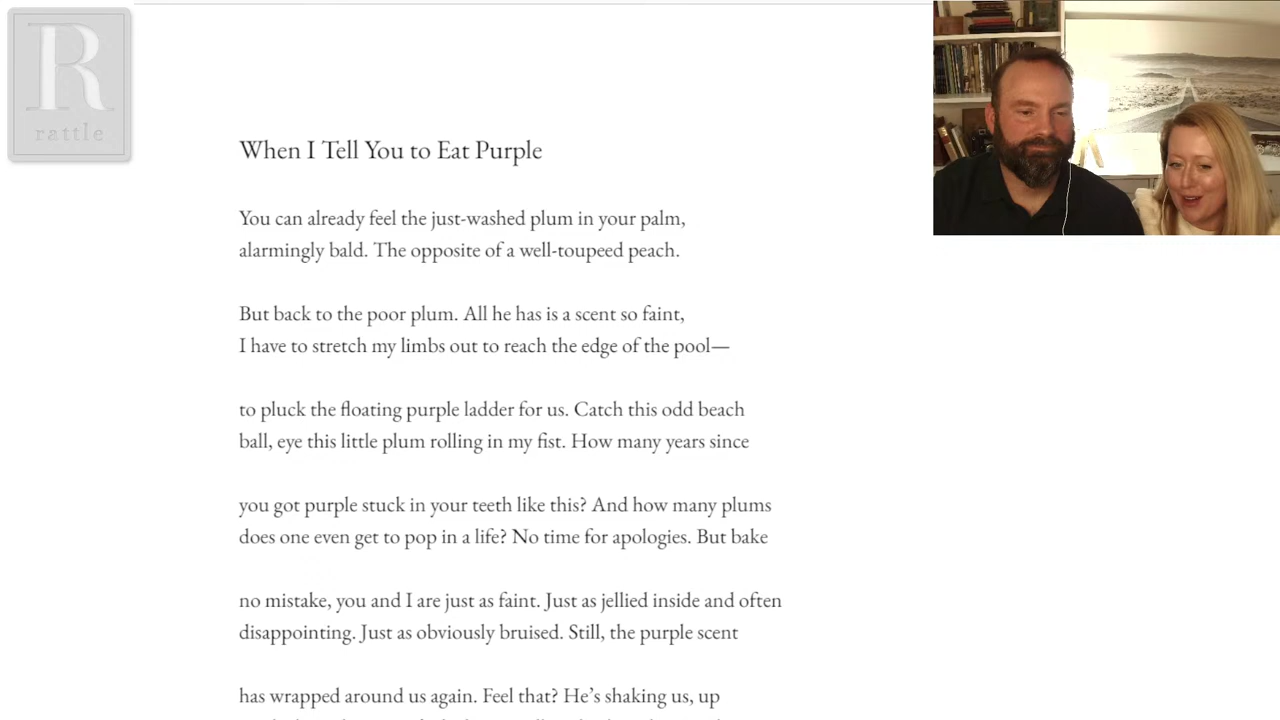 R
rattle
When I Tell You to Eat Purple
You can already feel the just-washed plum in your palm,
alarmingly bald. The opposite of a well-toupeed peach.
But back to the poor plum. All he has is a scent so faint,
I have to stretch my limbs out to reach the edge of the pool—
to pluck the floating purple ladder for us. Catch this odd beach
ball, eye this little plum rolling in my fist. How many years since
you got purple stuck in your teeth like this? And how many plums
does one even get to pop in a life? No time for apologies. But bake
no mistake, you and I are just as faint. Just as jellied inside and often
disappointing. Just as obviously bruised. Still, the purple scent
has wrapped around us again. Feel that? He’s shaking us, up